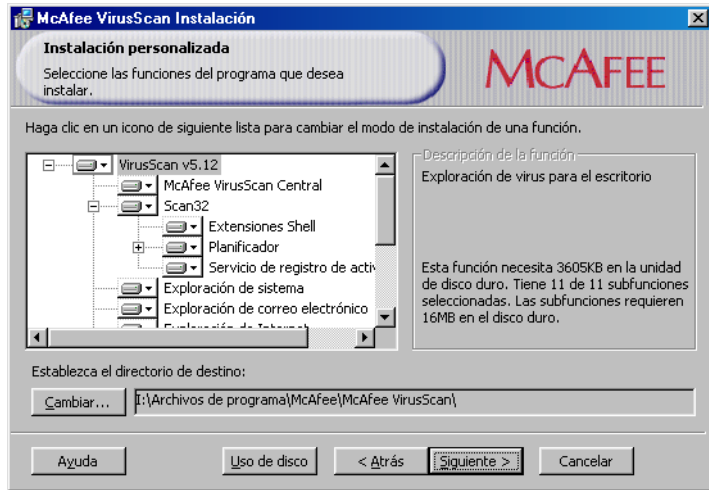 McAfee VirusScan Instalación
Instalación personalizada
Seleccione las funciones del programa que desea
instalar.
MCAFEE
Haga clic en un icono de siguiente lista para cambiar el modo de instalación de una función.
VirusScan v5.12
McAfee VirusScan Central
Scan32
Extensiones Shell
Planificador
Servicio de registro de activ
Exploración de sistema
Exploración de correo electrónico
Exploración de Internet
Descripción de la función
Exploración de virus para el escritorio
Esta función necesita 3605KB en la unidad
de disco duro. Tiene 11 de 11 subfunciones
seleccionadas. Las subfunciones requieren
16MB en el disco duro.
Establezca el directorio de destino:
Cambiar...
I:\Archivos de programa\McAfee\McAfee VirusScan\
Ayuda
Uso de disco
< Atrás
Siguiente >
Cancelar